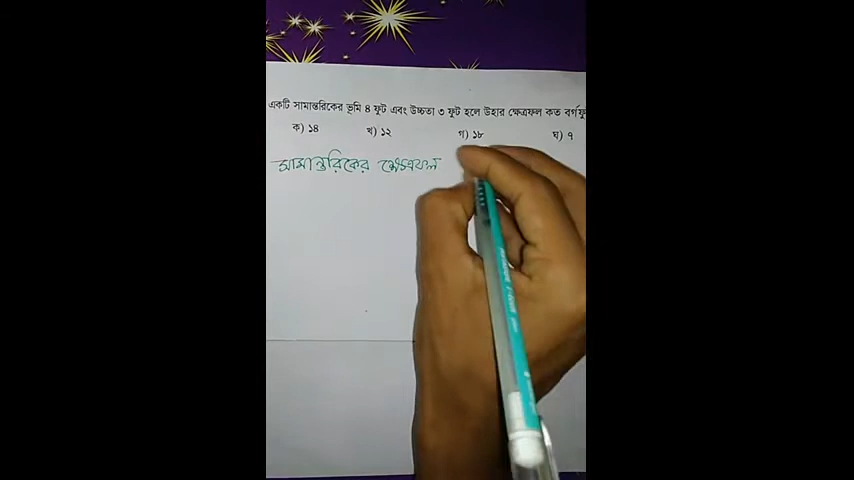 একটি সামান্তরিকের ভূমি ৪ ফুট এবং উচ্চতা ৩ ফুট হলে উহার ক্ষেত্রফল কত বর্গফু
ক) ১৪ খ) ১২ গ) ১৮ ঘ) ৭
সামান্তরিকের ক্ষেত্রফল